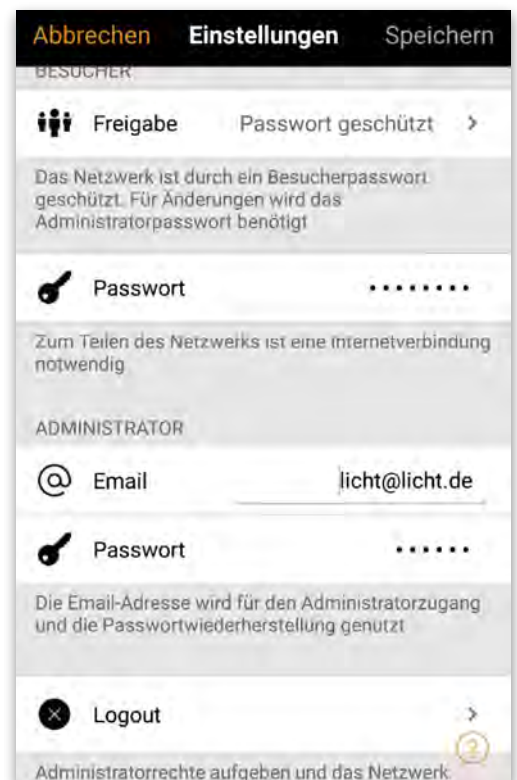 Abbrechen Einstellungen Speichern
BESUCHER
Freigabe Passwort geschützt >
Das Netzwerk ist durch ein Besucherpasswort
geschützt. Für Änderungen wird das
Administratorpasswort benötigt
Passwort ••••••••
Zum Teilen des Netzwerks ist eine Internetverbindung
notwendig
ADMINISTRATOR
@ Email licht@licht.de
Passwort ••••••
Die Email-Adresse wird für den Administratorzugang
und die Passwortwiederherstellung genutzt
Logout >
2
Administratorrechte aufgeben und das Netzwerk